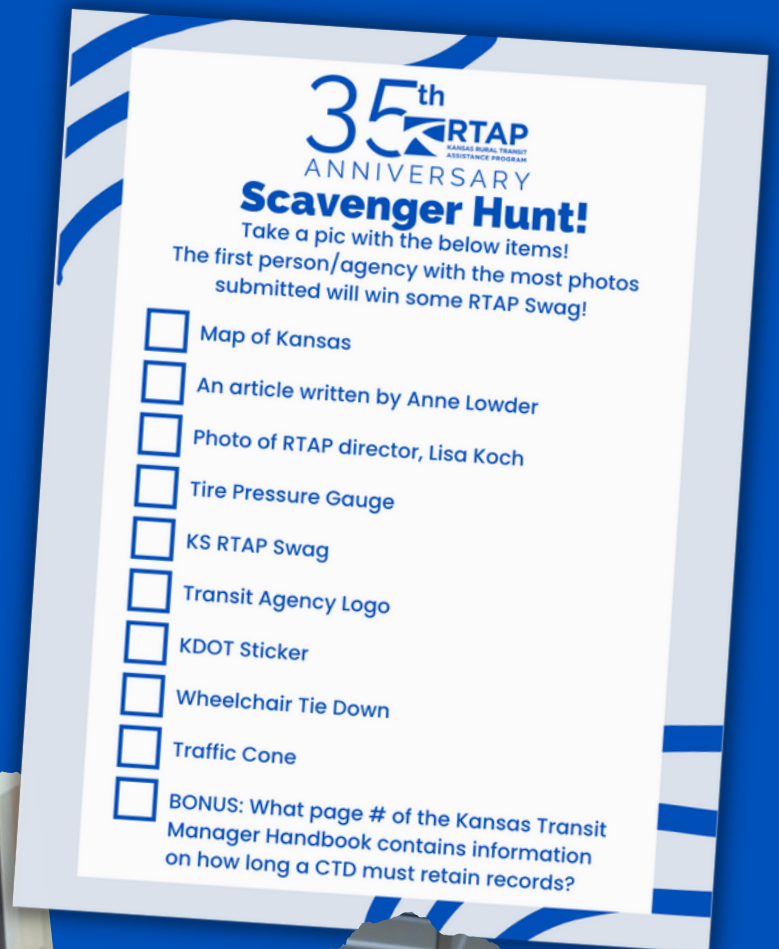 35th
RTAP
KANSAS RURAL TRANSIT
ASSISTANCE PROGRAM
ANNIVERSARY
Scavenger Hunt!
Take a pic with the below items!
The first person/agency with the most photos
submitted will win some RTAP Swag!
Map of Kansas
An article written by Anne Lowder
Photo of RTAP director, Lisa Koch
Tire Pressure Gauge
KS RTAP Swag
Transit Agency Logo
KDOT Sticker
Wheelchair Tie Down
Traffic Cone
BONUS: What page # of the Kansas Transit
Manager Handbook contains information
on how long a CTD must retain records?